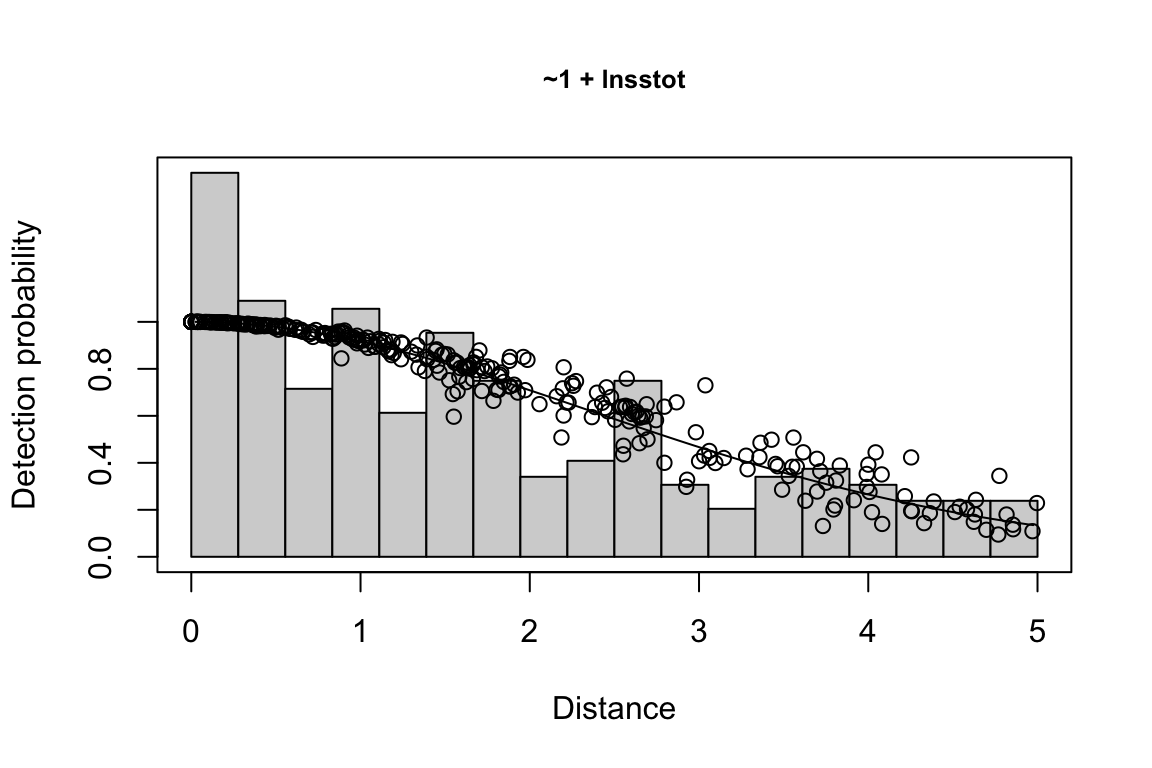 ~1 + lnsstot
Detection probability
0.8
0.4
0.0
0 1 2 3 4 5
Distance